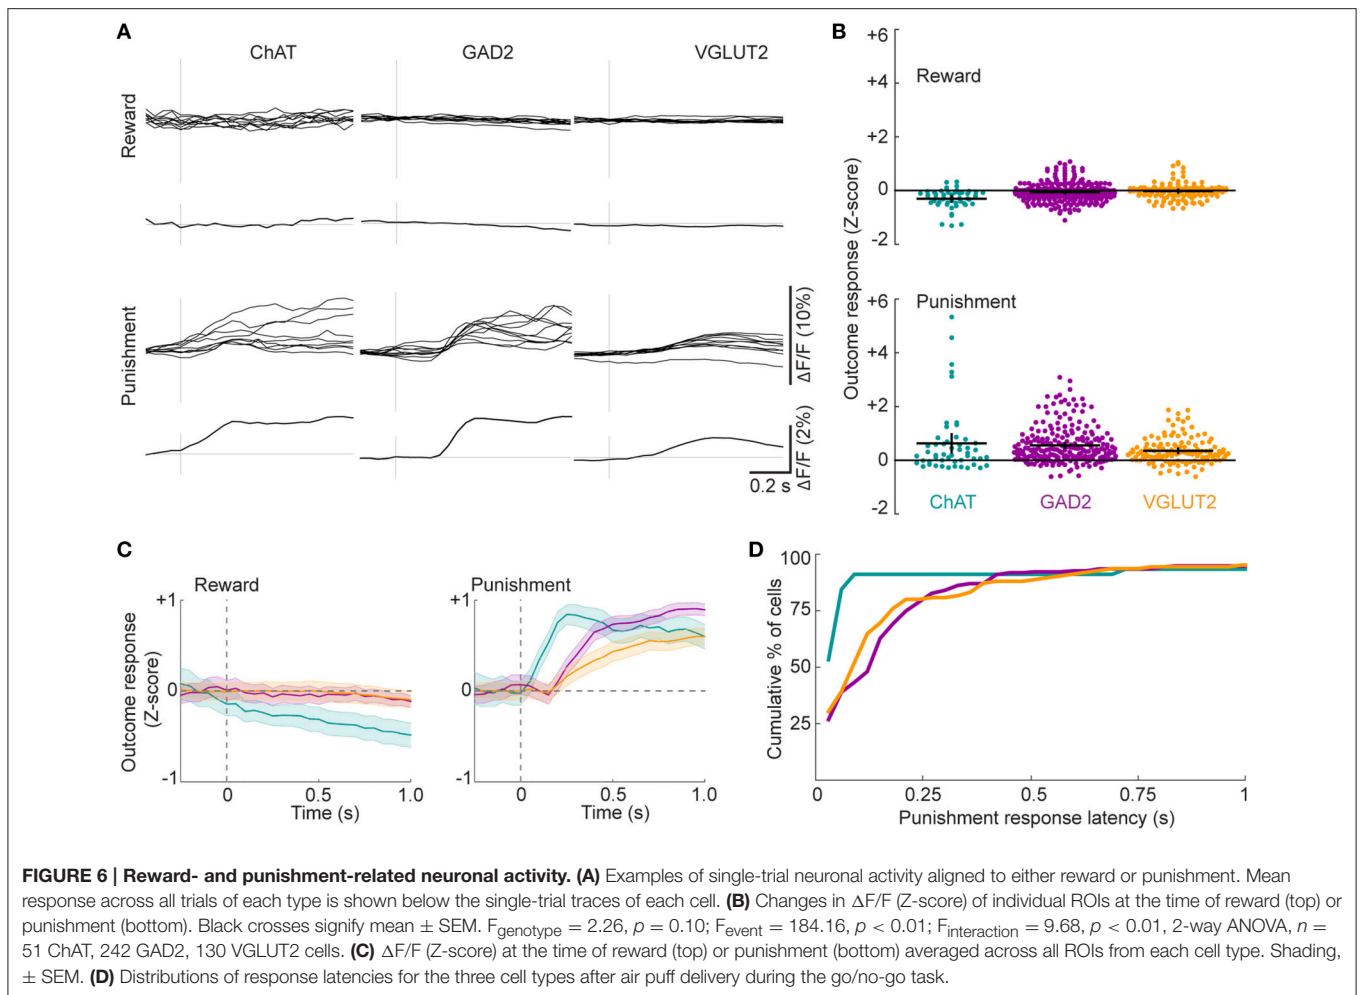 A
ChAT
GAD2
VGLUT2
Reward
Punishment
ΔF/F (10%)
ΔF/F (2%)
0.2 s
B
+6
Reward
+4
+2
0
-2
Outcome response (Z-score)
+6
Punishment
+4
+2
0
-2
ChAT
GAD2
VGLUT2
C
Reward
+1
0
-1
Outcome response
(Z-score)
0
0.5
1.0
Time (s)
Punishment
+1
0
-1
0
0.5
1.0
Time (s)
D
100
75
50
25
Cumulative % of cells
0
0.25
0.5
0.75
1
Punishment response latency (s)
FIGURE 6 | Reward- and punishment-related neuronal activity. (A) Examples of single-trial neuronal activity aligned to either reward or punishment. Mean
response across all trials of each type is shown below the single-trial traces of each cell. (B) Changes in ΔF/F (Z-score) of individual ROIs at the time of reward (top) or
punishment (bottom). Black crosses signify mean ± SEM. Fgenotype = 2.26, p = 0.10; Fevent = 184.16, p < 0.01; Finteraction = 9.68, p < 0.01, 2-way ANOVA, n =
51 ChAT, 242 GAD2, 130 VGLUT2 cells. (C) ΔF/F (Z-score) at the time of reward (top) or punishment (bottom) averaged across all ROIs from each cell type. Shading,
± SEM. (D) Distributions of response latencies for the three cell types after air puff delivery during the go/no-go task.